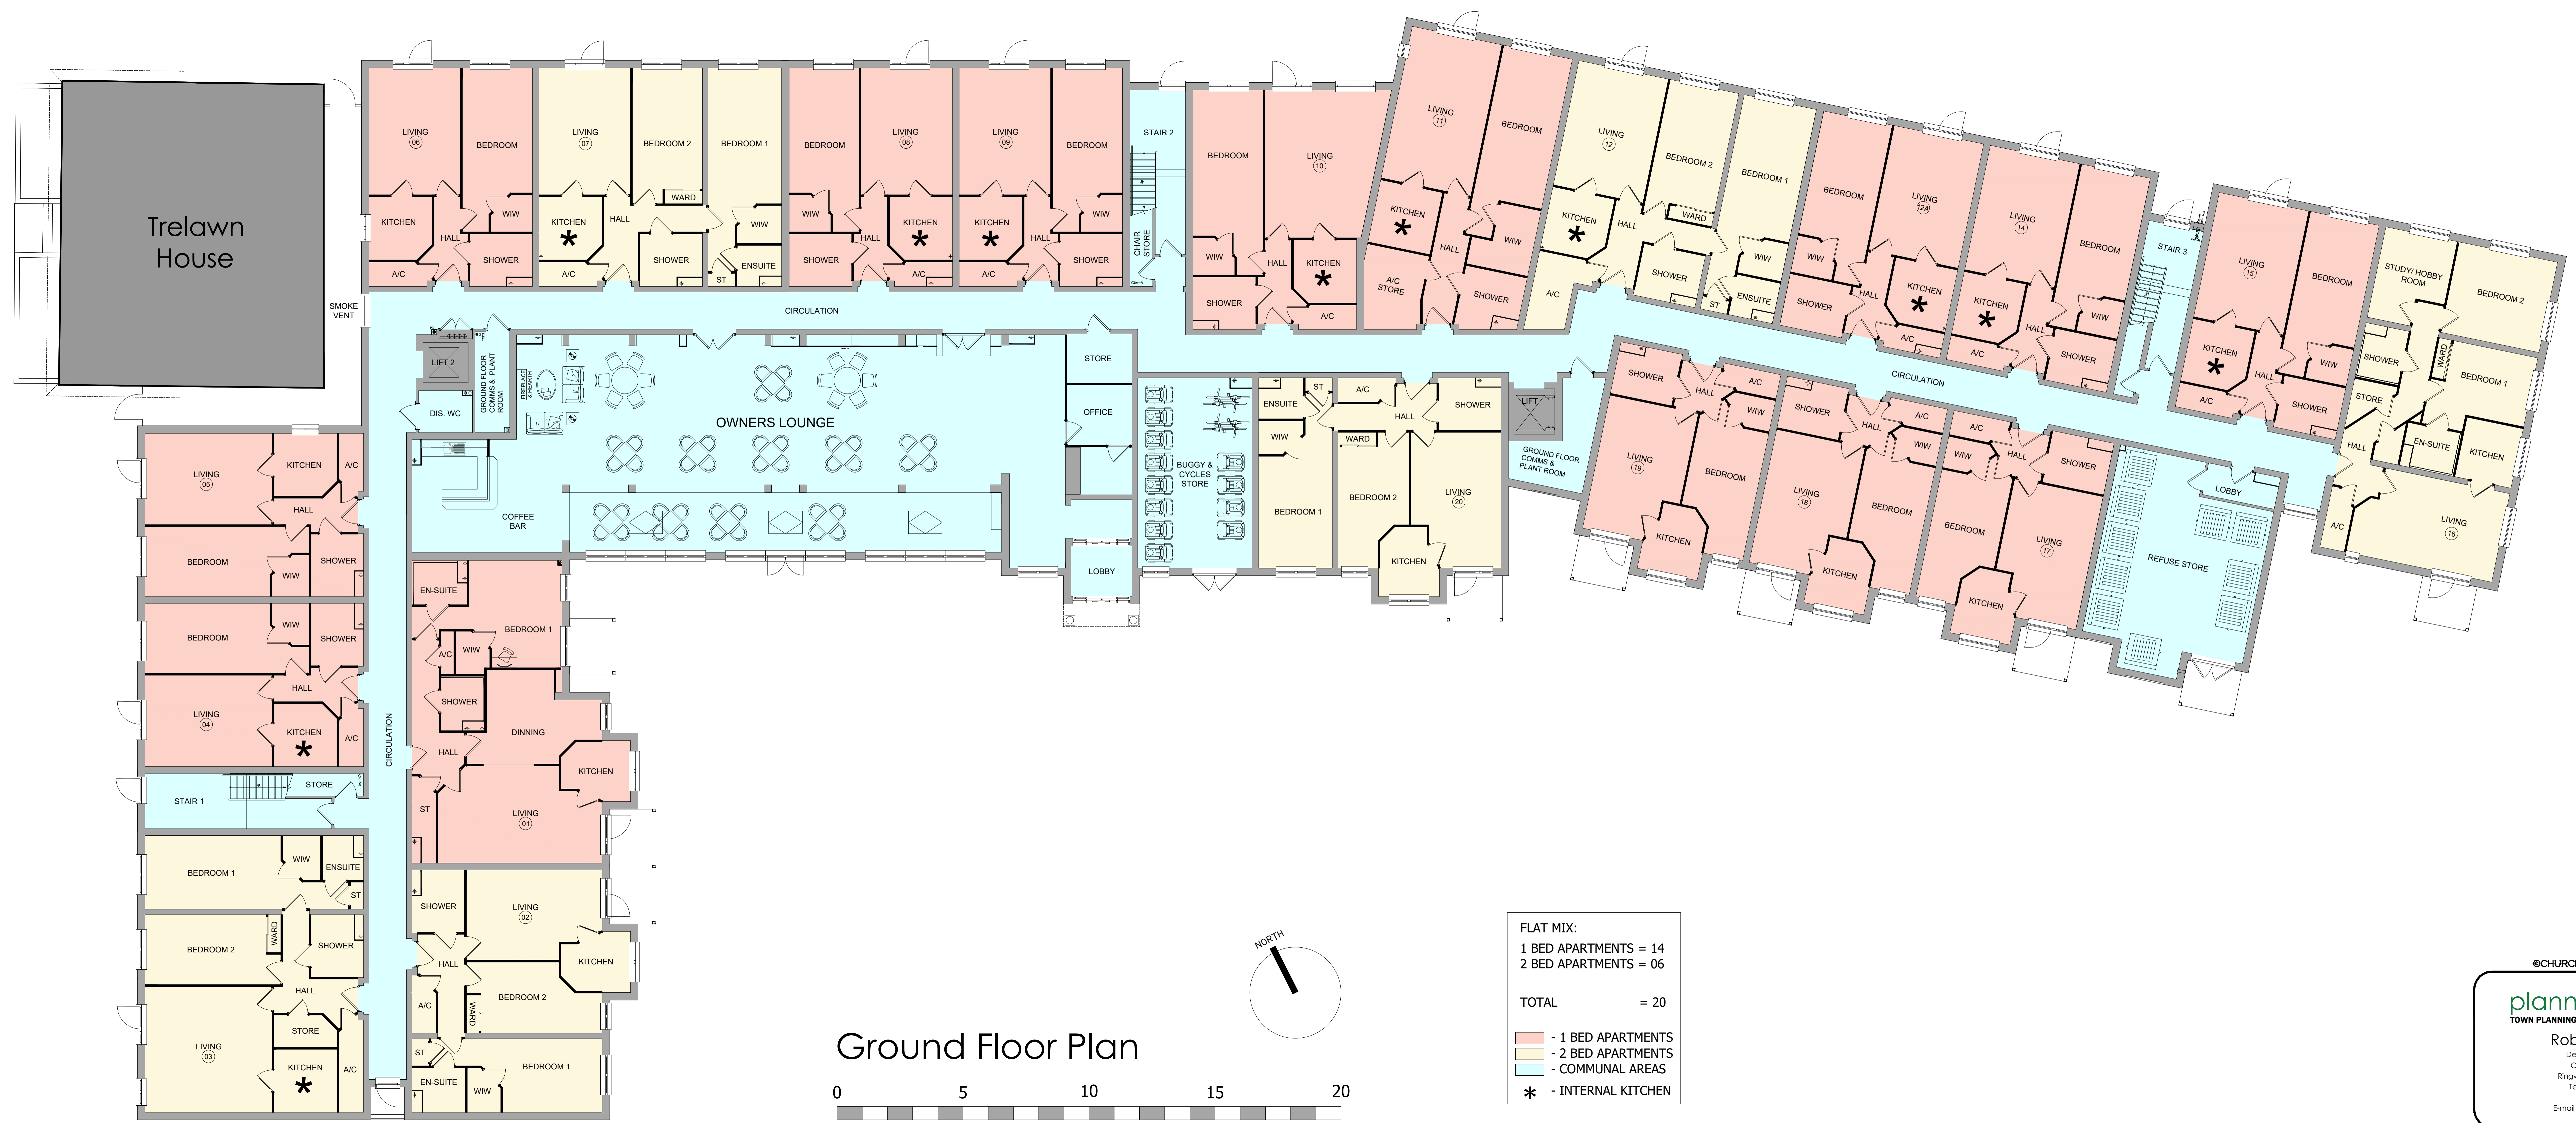 Trelawn
House
SMOKE
VENT
LIVING
06
BEDROOM
KITCHEN
WIW
HALL
SHOWER
A/C
LIVING
07
BEDROOM 2
BEDROOM 1
WARD
KITCHEN
*
HALL
WIW
SHOWER
ENSUITE
A/C
ST
BEDROOM
LIVING
08
WIW
KITCHEN
*
HALL
SHOWER
A/C
LIVING
09
BEDROOM
KITCHEN
*
WIW
HALL
SHOWER
A/C
STAIR 2
CHAIR
STORE
BEDROOM
LIVING
10
WIW
HALL
KITCHEN
*
SHOWER
A/C
LIVING
11
BEDROOM
KITCHEN
*
WIW
HALL
A/C
STORE
SHOWER
LIVING
12
BEDROOM 2
BEDROOM 1
KITCHEN
*
WARD
HALL
WIW
SHOWER
A/C
ENSUITE
ST
BEDROOM
LIVING
12A
WIW
KITCHEN
*
HALL
SHOWER
A/C
LIVING
14
BEDROOM
KITCHEN
*
WIW
HALL
A/C
SHOWER
STAIR 3
LIVING
15
BEDROOM
KITCHEN
*
WIW
HALL
A/C
SHOWER
STUDY/ HOBBY
ROOM
BEDROOM 2
SHOWER
WARD
BEDROOM 1
STORE
HALL
EN-SUITE
KITCHEN
A/C
LIVING
16
CIRCULATION
CIRCULATION
LIFT 2
DIS. WC
GROUND FLOOR
COMMS & PLANT
ROOM
FIREPLACE
& HEARTH
OWNERS LOUNGE
COFFEE
BAR
STORE
OFFICE
LOBBY
BUGGY &
CYCLES
STORE
ENSUITE
ST
A/C
SHOWER
HALL
WIW
WARD
BEDROOM 1
BEDROOM 2
LIVING
20
KITCHEN
LIFT
GROUND FLOOR
COMMS &
PLANT ROOM
SHOWER
A/C
HALL
WIW
LIVING
19
BEDROOM
KITCHEN
SHOWER
A/C
HALL
WIW
LIVING
18
BEDROOM
KITCHEN
A/C
HALL
WIW
SHOWER
BEDROOM
LIVING
17
KITCHEN
LOBBY
REFUSE STORE
LIVING
05
KITCHEN
A/C
HALL
BEDROOM
WIW
SHOWER
BEDROOM
WIW
SHOWER
HALL
LIVING
04
KITCHEN
*
A/C
CIRCULATION
STAIR 1
STORE
BEDROOM 1
WIW
ENSUITE
ST
BEDROOM 2
WARD
SHOWER
HALL
STORE
LIVING
03
KITCHEN
*
A/C
EN-SUITE
BEDROOM 1
A/C
WIW
SHOWER
DINNING
HALL
KITCHEN
ST
LIVING
01
SHOWER
LIVING
02
HALL
KITCHEN
A/C
WARD
BEDROOM 2
ST
EN-SUITE
WIW
BEDROOM 1
Ground Floor Plan
0 5 10 15 20
NORTH
FLAT MIX:
1 BED APARTMENTS = 14
2 BED APARTMENTS = 06
TOTAL = 20
- 1 BED APARTMENTS
- 2 BED APARTMENTS
- COMMUNAL AREAS
* - INTERNAL KITCHEN
©CHURC
plann
TOWN PLANNING
Rob
De
Ringw
Te
E-mail